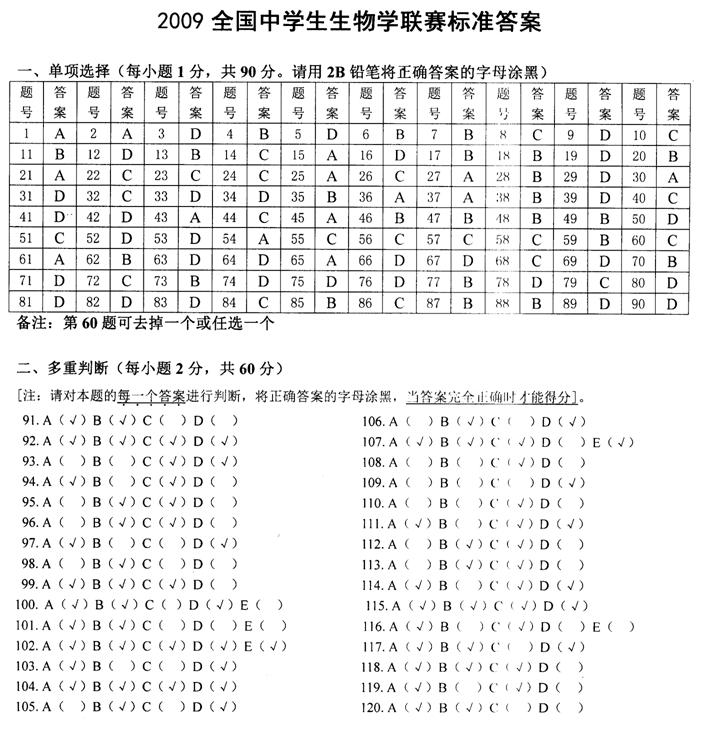 2009 全国中学生生物学联赛标准答案
一、单项选择（每小题 1 分，共 90 分。请用 2B 铅笔将正确答案的字母涂黑）
题号 答案 题号 答案 题号 答案 题号 答案 题号 答案 题号 答案 题号 答案 题号 答案 题号 答案 题号 答案
1 A 2 A 3 D 4 B 5 D 6 B 7 B 8 C 9 D 10 C
11 B 12 D 13 B 14 C 15 A 16 D 17 B 18 B 19 D 20 B
21 A 22 C 23 C 24 C 25 A 26 C 27 A 28 B 29 D 30 A
31 D 32 C 33 D 34 D 35 B 36 A 37 A 38 B 39 D 40 C
41 D 42 D 43 A 44 C 45 A 46 B 47 B 48 B 49 B 50 D
51 C 52 D 53 D 54 A 55 C 56 C 57 C 58 C 59 B 60 C
61 A 62 B 63 D 64 D 65 A 66 D 67 D 68 C 69 D 70 B
71 D 72 C 73 B 74 D 75 D 76 D 77 B 78 D 79 C 80 D
81 D 82 D 83 D 84 C 85 B 86 C 87 B 88 B 89 D 90 D
备注：第 60 题可去掉一个或任选一个
二、多重判断（每小题 2 分，共 60 分）
[注：请对本题的每一个答案进行判断，将正确答案的字母涂黑，当答案完全正确时才能得分]。
91. A（√）B（√）C（ ）D（ ）
92. A（√）B（√）C（√）D（√）
93. A（ ）B（ ）C（√）D（√）
94. A（√）B（ ）C（√）D（ ）
95. A（ ）B（√）C（√）D（ ）
96. A（ ）B（√）C（√）D（ ）
97. A（√）B（ ）C（ ）D（√）
98. A（ ）B（√）C（ ）D（ ）
99. A（√）B（√）C（√）D（ ）
100. A（√）B（√）C（ ）D（√）E（ ）
101. A（√）B（√）C（ ）D（ ）E（ ）
102. A（√）B（√）C（√）D（√）E（√）
103. A（√）B（ ）C（ ）D（√）
104. A（√）B（√）C（√）D（√）
105. A（ ）B（√）C（ ）D（√）
106. A（ ）B（√）C（ ）D（√）
107. A（√）B（√）C（√）D（ ）E（√）
108. A（ ）B（ ）C（√）D（ ）
109. A（ ）B（ ）C（ ）D（√）
110. A（ ）B（ ）C（√）D（ ）
111. A（√）B（ ）C（√）D（√）
112. A（ ）B（√）C（√）D（ ）
113. A（ ）B（√）C（√）D（ ）
114. A（√）B（ ）C（√）D（√）
115. A（√）B（√）C（√）D（√）
116. A（√）B（ ）C（√）D（ ）E（ ）
117. A（√）B（√）C（ ）D（√）
118. A（√）B（√）C（√）D（√）
119. A（√）B（ ）C（√）D（ ）
120. A（√）B（√）C（ ）D（ ）